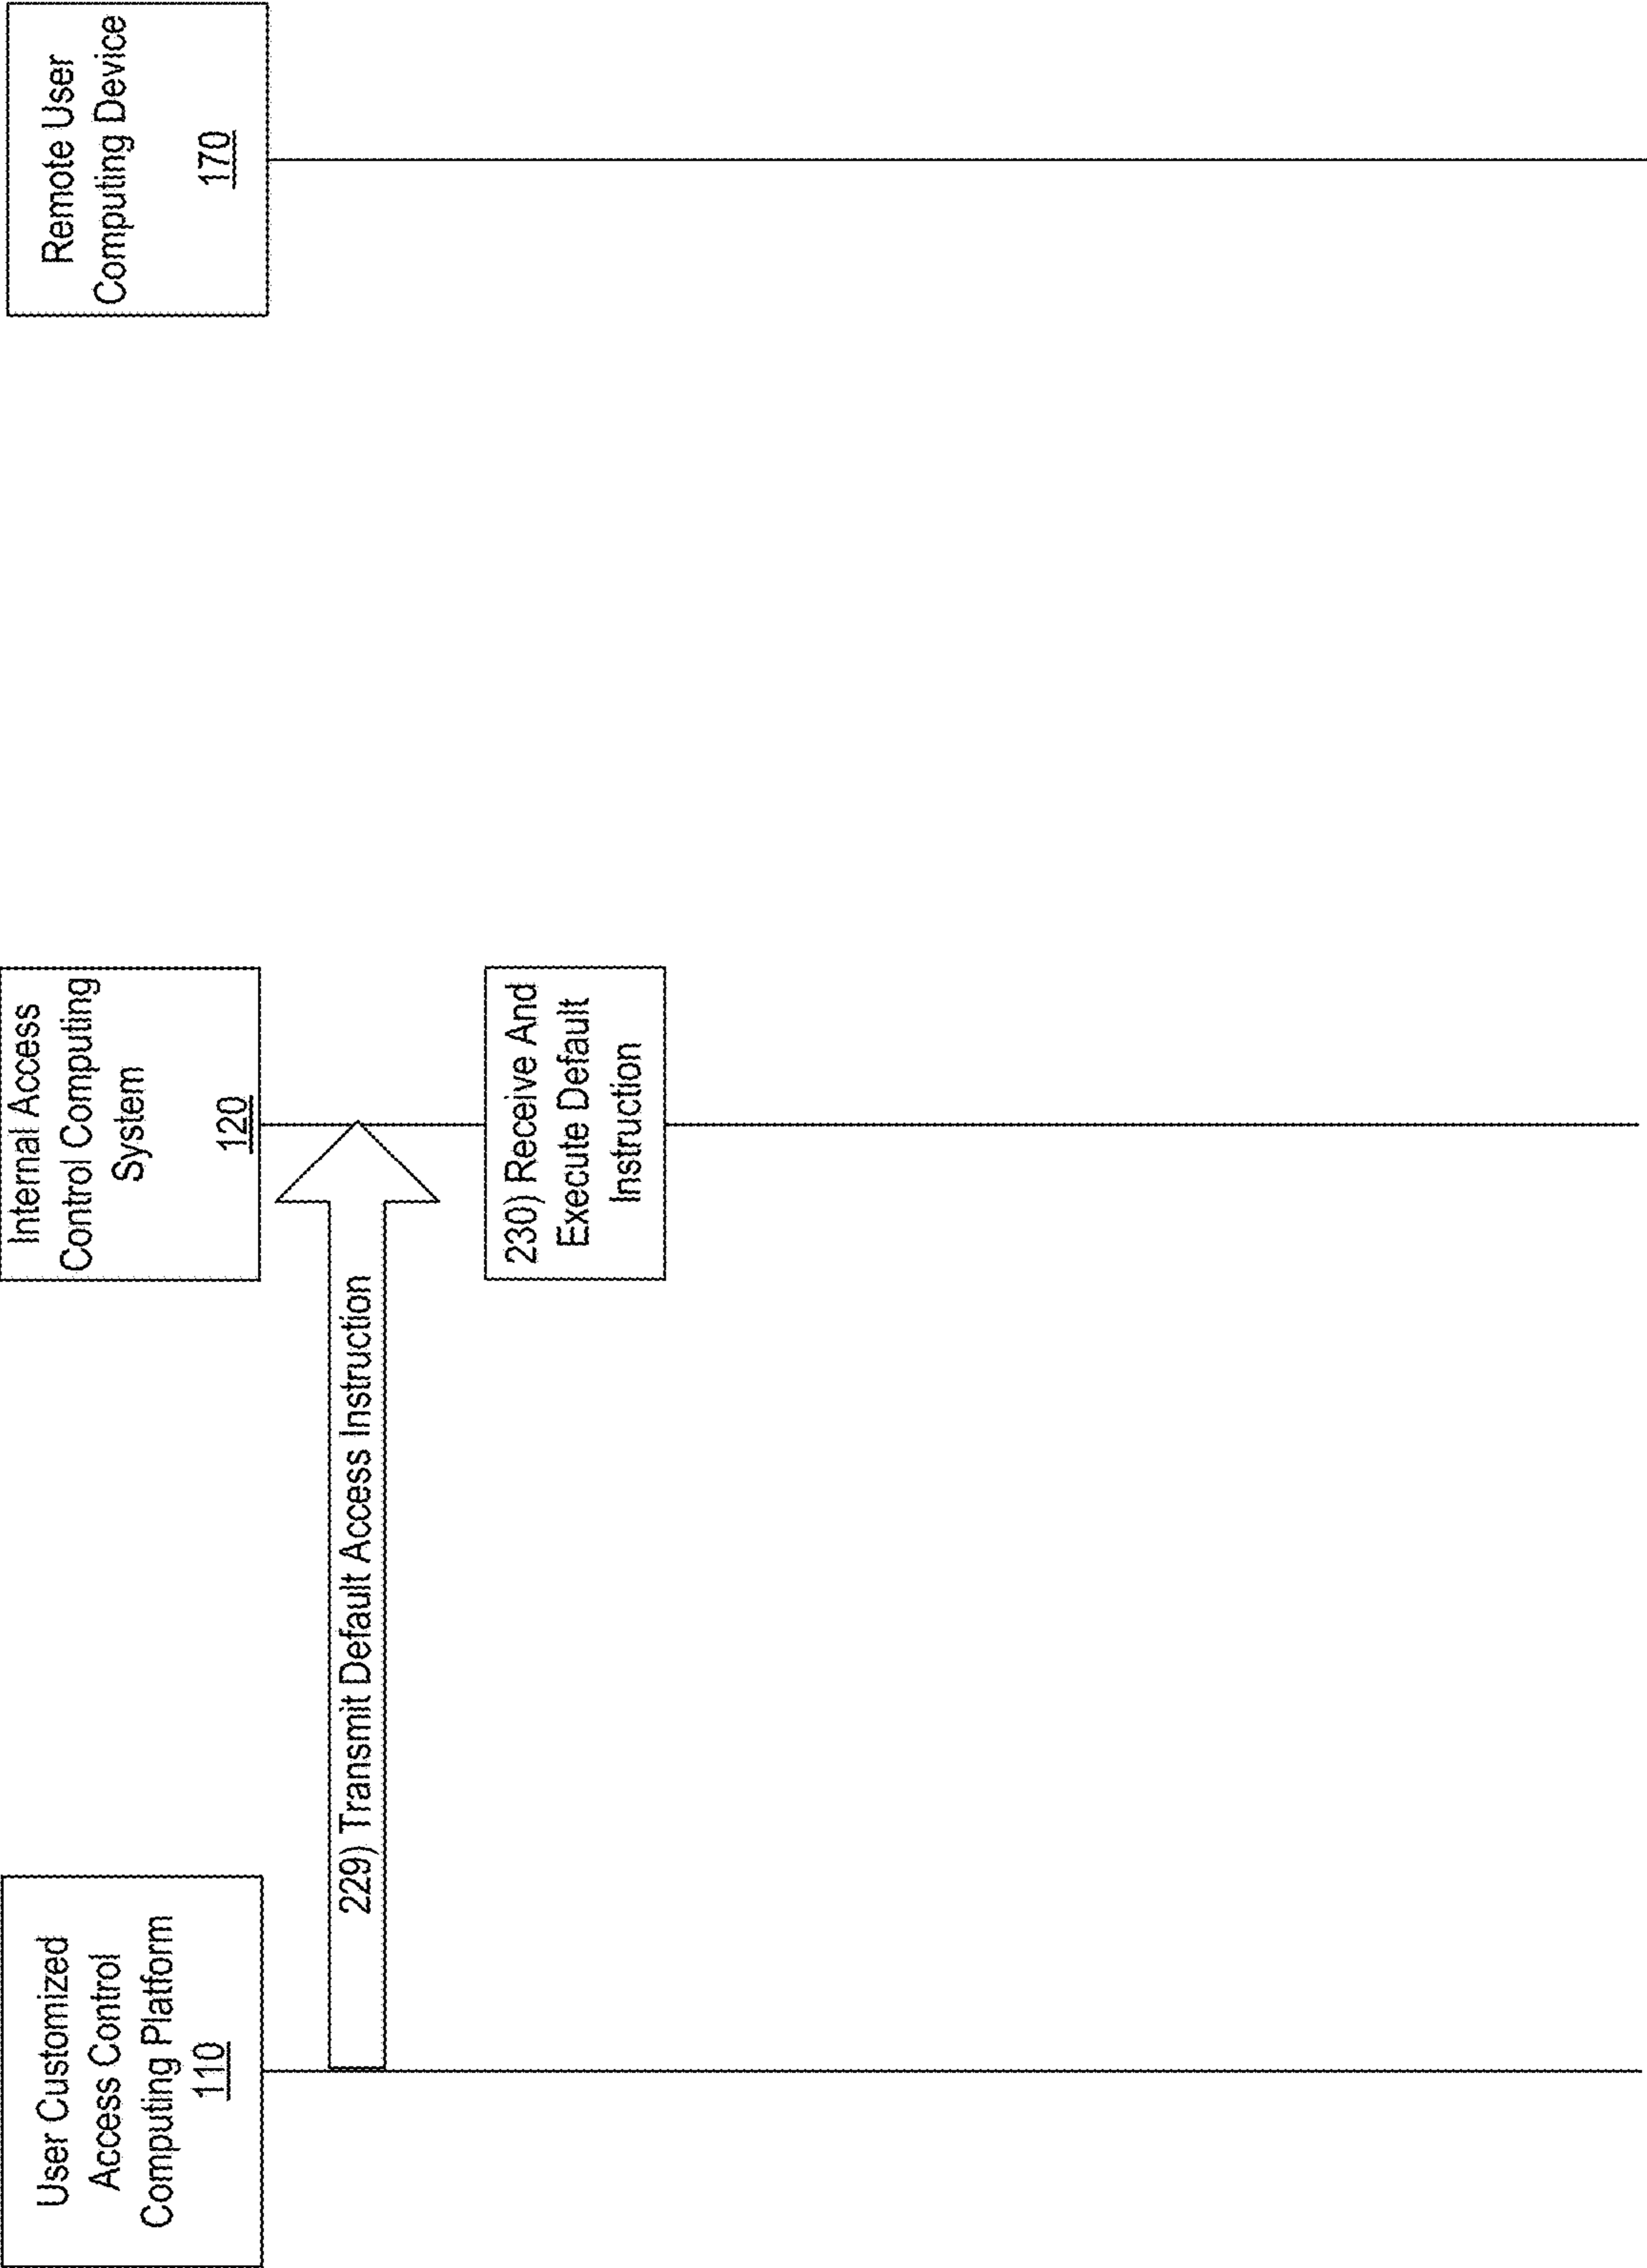 User Customized
Access Control
Computing Platform
110
Internal Access
Control Computing
System
120
Remote User
Computing Device
170
229) Transmit Default Access Instruction
230) Receive And
Execute Default
Instruction